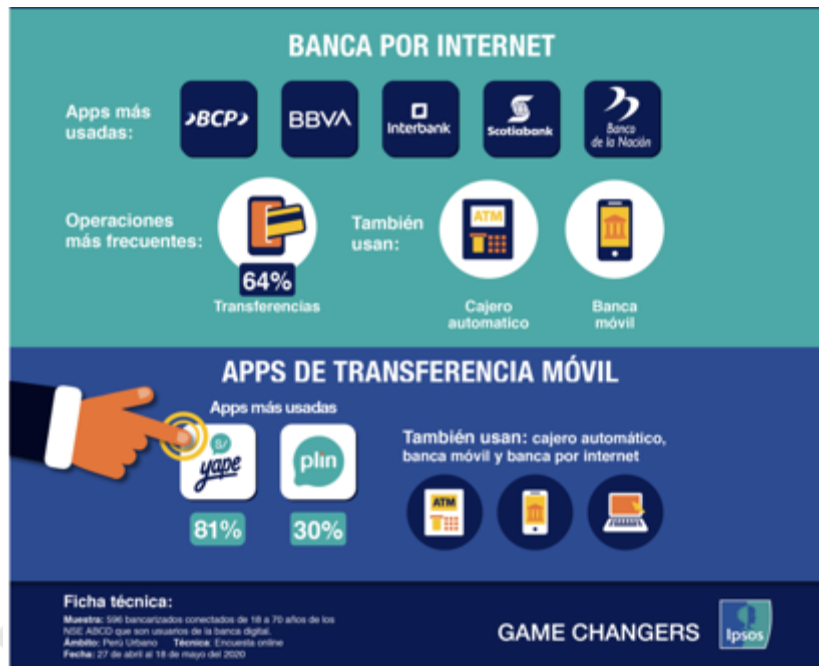 BANCA POR INTERNET
Apps más
usadas:
›BCP›
BBVA
Interbank
Scotiabank
Banco
de la Nación
Operaciones
más frecuentes:
64%
Transferencias
También
usan:
ATM
Cajero
automatico
Banca
móvil
APPS DE TRANSFERENCIA MÓVIL
Apps más usadas
S/
yape
plin
81%
30%
También usan: cajero automático,
banca móvil y banca por internet
ATM
Ficha técnica:
Muestra: 596 bancarizados conectados de 18 a 70 años de los
NSE ABCD que son usuarios de la banca digital.
Ámbito: Perú Urbano Técnica: Encuesta online
Fecha: 27 de abril al 18 de mayo del 2020
GAME CHANGERS
Ipsos